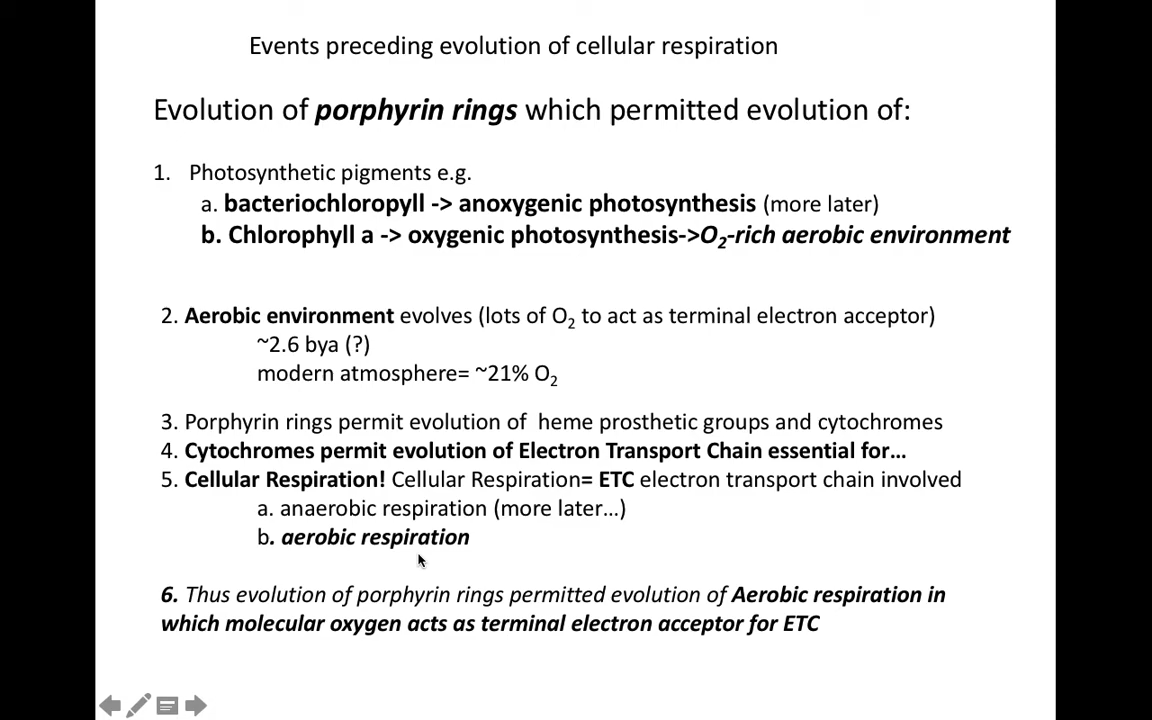 Events preceding evolution of cellular respiration
Evolution of porphyrin rings which permitted evolution of:
1. Photosynthetic pigments e.g.
a. bacteriochloropyll -> anoxygenic photosynthesis (more later)
b. Chlorophyll a -> oxygenic photosynthesis->O2-rich aerobic environment
2. Aerobic environment evolves (lots of O2 to act as terminal electron acceptor)
~2.6 bya (?)
modern atmosphere= ~21% O2
3. Porphyrin rings permit evolution of heme prosthetic groups and cytochromes
4. Cytochromes permit evolution of Electron Transport Chain essential for…
5. Cellular Respiration! Cellular Respiration= ETC electron transport chain involved
a. anaerobic respiration (more later…)
b. aerobic respiration
6. Thus evolution of porphyrin rings permitted evolution of Aerobic respiration in
which molecular oxygen acts as terminal electron acceptor for ETC